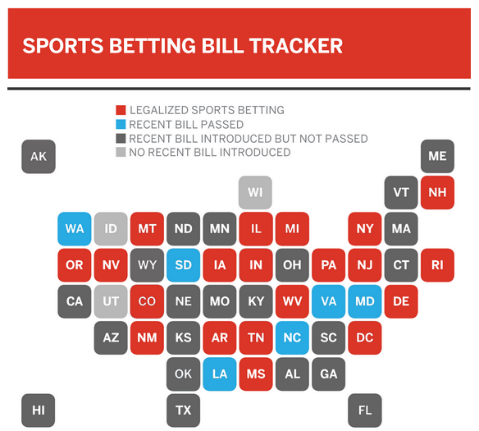 SPORTS BETTING BILL TRACKER
LEGALIZED SPORTS BETTING
RECENT BILL PASSED
RECENT BILL INTRODUCED BUT NOT PASSED
NO RECENT BILL INTRODUCED
AK ME
WI VT NH
WA ID MT ND MN IL MI NY MA
OR NV WY SD IA IN OH PA NJ CT RI
CA UT CO NE MO KY WV VA MD DE
AZ NM KS AR TN NC SC DC
OK LA MS AL GA
HI TX FL